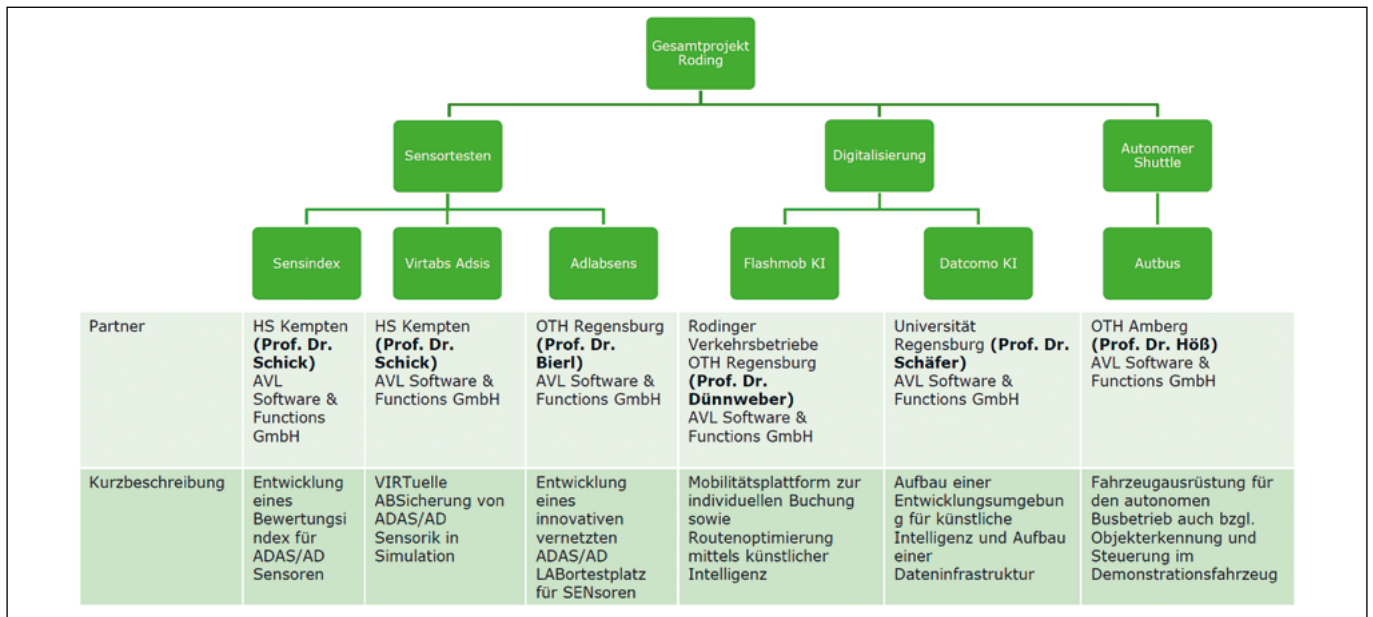 Gesamtprojekt
Roding
Sensortesten
Digitalisierung
Autonomer
Shuttle
Sensindex
Virtabs Adsis
Adlabsens
Flashmob KI
Datcomo KI
Autbus
Partner
HS Kempten
(Prof. Dr.
Schick)
AVL
Software &
Functions
GmbH
HS Kempten
(Prof. Dr.
Schick)
AVL Software &
Functions GmbH
OTH Regensburg
(Prof. Dr.
Bierl)
AVL Software &
Functions GmbH
Rodinger
Verkehrsbetriebe
OTH Regensburg
(Prof. Dr.
Dünnweber)
AVL Software &
Functions GmbH
Universität
Regensburg (Prof. Dr.
Schäfer)
AVL Software &
Functions GmbH
OTH Amberg
(Prof. Dr. Höß)
AVL Software &
Functions GmbH
Kurzbeschreibung
Entwicklung
eines
Bewertungsi
ndex für
ADAS/AD
Sensoren
VIRTuelle
ABSicherung von
ADAS/AD
Sensorik in
Simulation
Entwicklung
eines
innovativen
vernetzten
ADAS/AD
LABortestplatz
für SENsoren
Mobilitätsplattform zur
individuellen Buchung
sowie
Routenoptimierung
mittels künstlicher
Intelligenz
Aufbau einer
Entwicklungsumgebun
g für künstliche
Intelligenz und Aufbau
einer
Dateninfrastruktur
Fahrzeugausrüstung für
den autonomen
Busbetrieb auch bzgl.
Objekterkennung und
Steuerung im
Demonstrationsfahrzeug